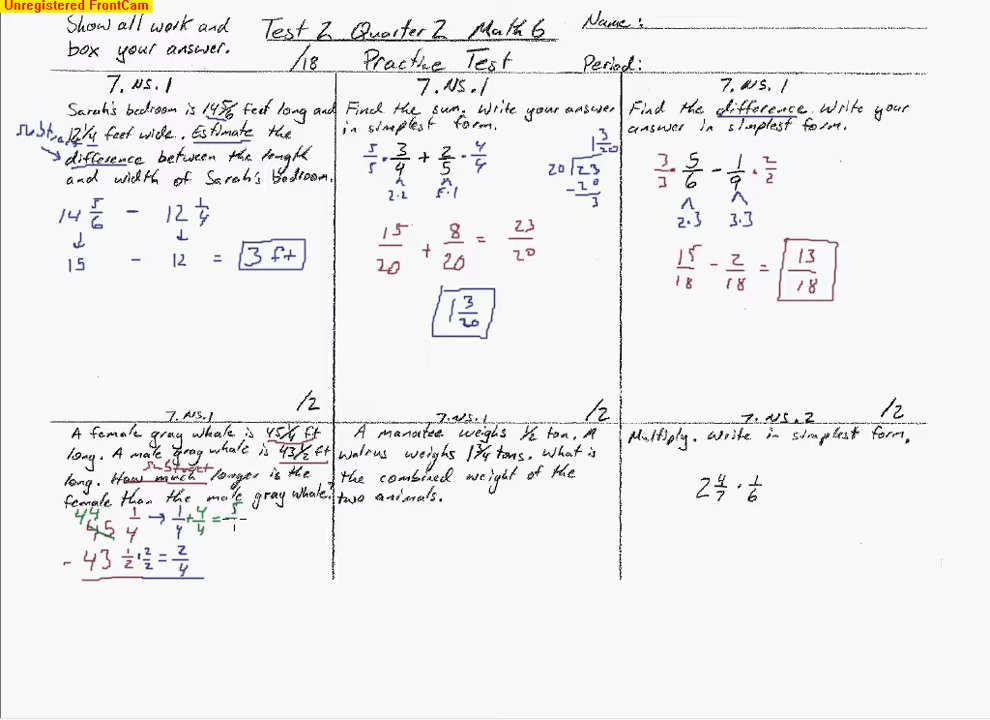 Unregistered FrontCam
Show all work and
box your answer.
Test 2 Quarter 2 Math 6
/18 Practice Test
Name:
Period:
7.NS.1
Sarah's bedroom is 14 5/6 feet long and
12 1/4 feet wide. Estimate the
difference between the length
and width of Sarah's bedroom.
14 5/6 - 12 1/4
↓ ↓
15 - 12 = 3 ft
/2
7.NS.1
Find the sum. Write your answer
in simplest form.
5/5 · 3/4 + 2/5 · 4/4
2·2 5·1
1 3/20
20 23
-20
3
15/20 + 8/20 = 23/20
1 3/20
/2
7.NS.1
Find the difference. Write your
answer in simplest form.
3/3 · 5/6 - 1/9 · 2/2
2·3 3·3
15/18 - 2/18 = 13/18
/2
7.NS.1
A female gray whale is 45 1/4 ft
long. A male gray whale is 43 1/2 ft
subtract
long. How much longer is the
female than the male gray whale?
44
45 1/4 → 1/4 + 4/4 = 5
- 43 1/2 · 2/2 = 2/4
7.NS.1
A manatee weighs 1/2 ton. A
walrus weighs 1 3/4 tons. What is
the combined weight of the
two animals.
7.NS.2
Multiply. Write in simplest form.
2 4/7 · 1/6